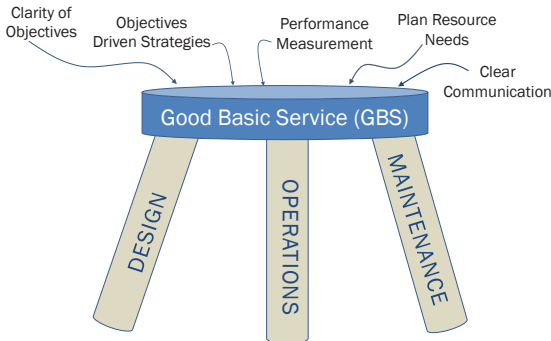 Clarity of
Objectives
Objectives
Driven Strategies
Performance
Measurement
Plan Resource
Needs
Clear
Communication
Good Basic Service (GBS)
DESIGN
OPERATIONS
MAINTENANCE